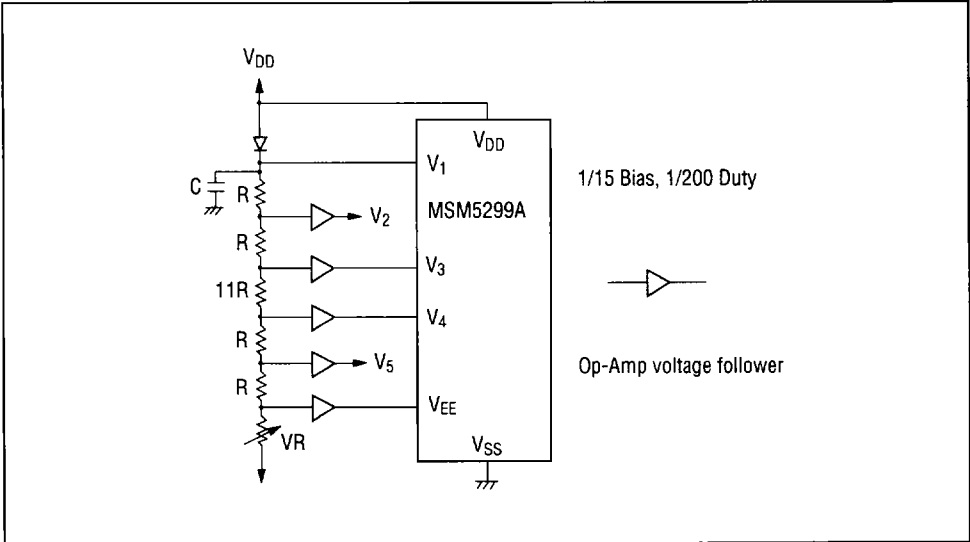 VDD
VDD
V1
C
R
MSM5299A
1/15 Bias, 1/200 Duty
V2
R
V3
11R
V4
R
V5
Op-Amp voltage follower
R
VEE
VR
VSS